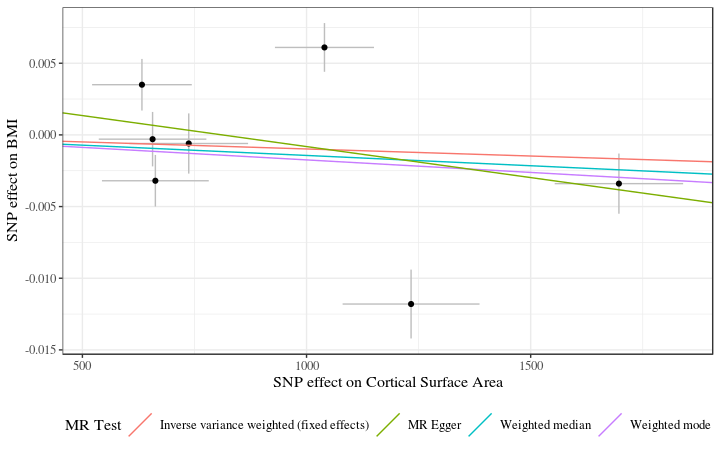 0.005
0.000
-0.005
-0.010
-0.015
SNP effect on BMI
500
1000
1500
SNP effect on Cortical Surface Area
MR Test
Inverse variance weighted (fixed effects)
MR Egger
Weighted median
Weighted mode